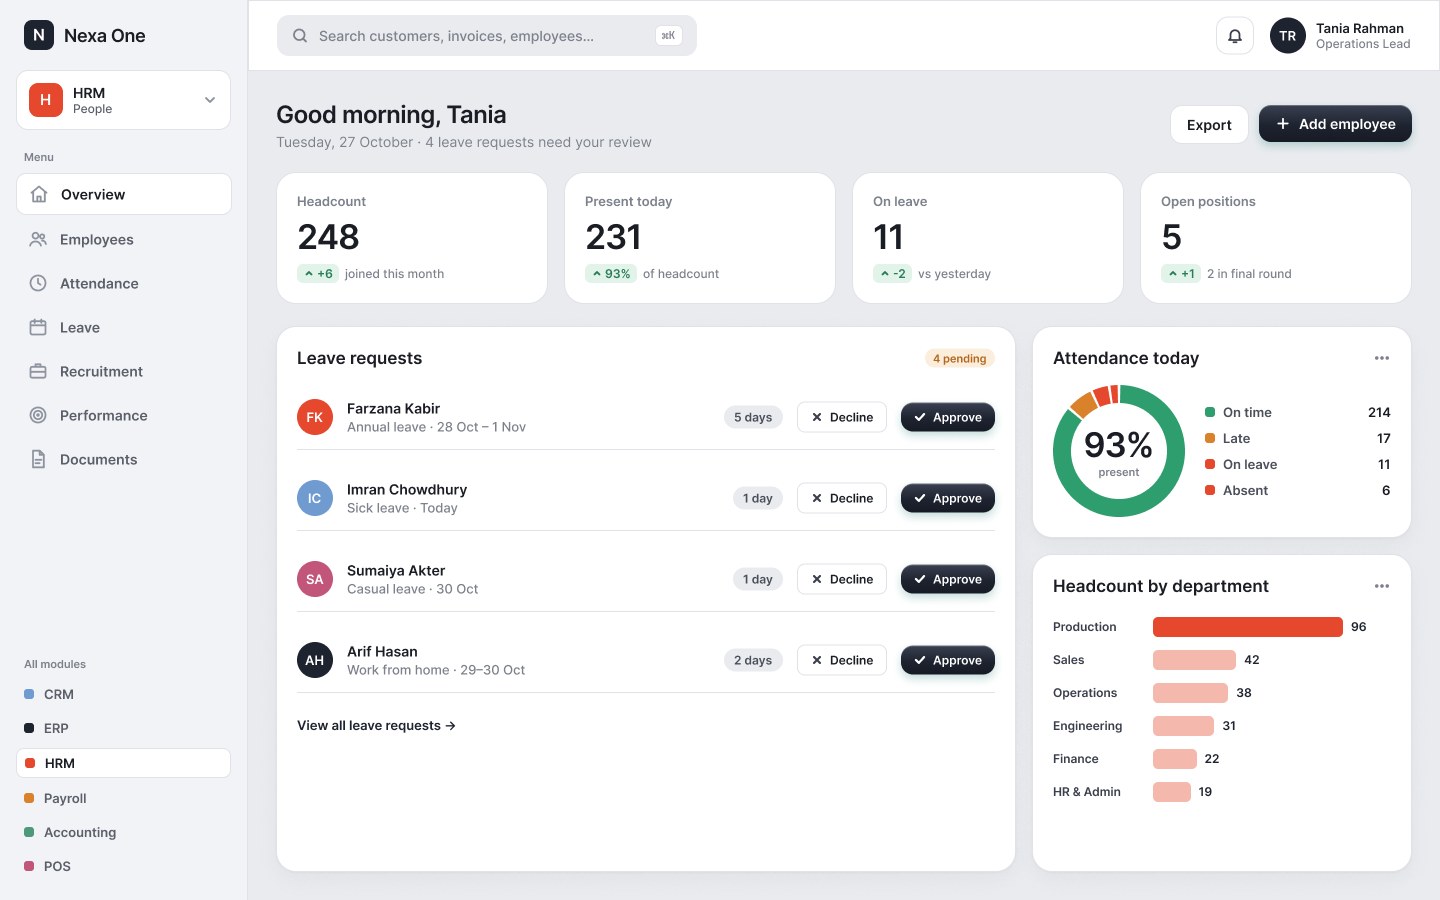 N Nexa One
H HRM
People
Menu
Overview
Employees
Attendance
Leave
Recruitment
Performance
Documents
All modules
CRM
ERP
HRM
Payroll
Accounting
POS
Search customers, invoices, employees... ⌘K
TR Tania Rahman
Operations Lead
Good morning, Tania
Tuesday, 27 October · 4 leave requests need your review
Export
+ Add employee
Headcount
248
+6 joined this month
Present today
231
93% of headcount
On leave
11
-2 vs yesterday
Open positions
5
+1 2 in final round
Leave requests 4 pending
FK Farzana Kabir
Annual leave · 28 Oct – 1 Nov
5 days Decline Approve
IC Imran Chowdhury
Sick leave · Today
1 day Decline Approve
SA Sumaiya Akter
Casual leave · 30 Oct
1 day Decline Approve
AH Arif Hasan
Work from home · 29–30 Oct
2 days Decline Approve
View all leave requests →
Attendance today
93%
present
On time 214
Late 17
On leave 11
Absent 6
Headcount by department
Production 96
Sales 42
Operations 38
Engineering 31
Finance 22
HR & Admin 19